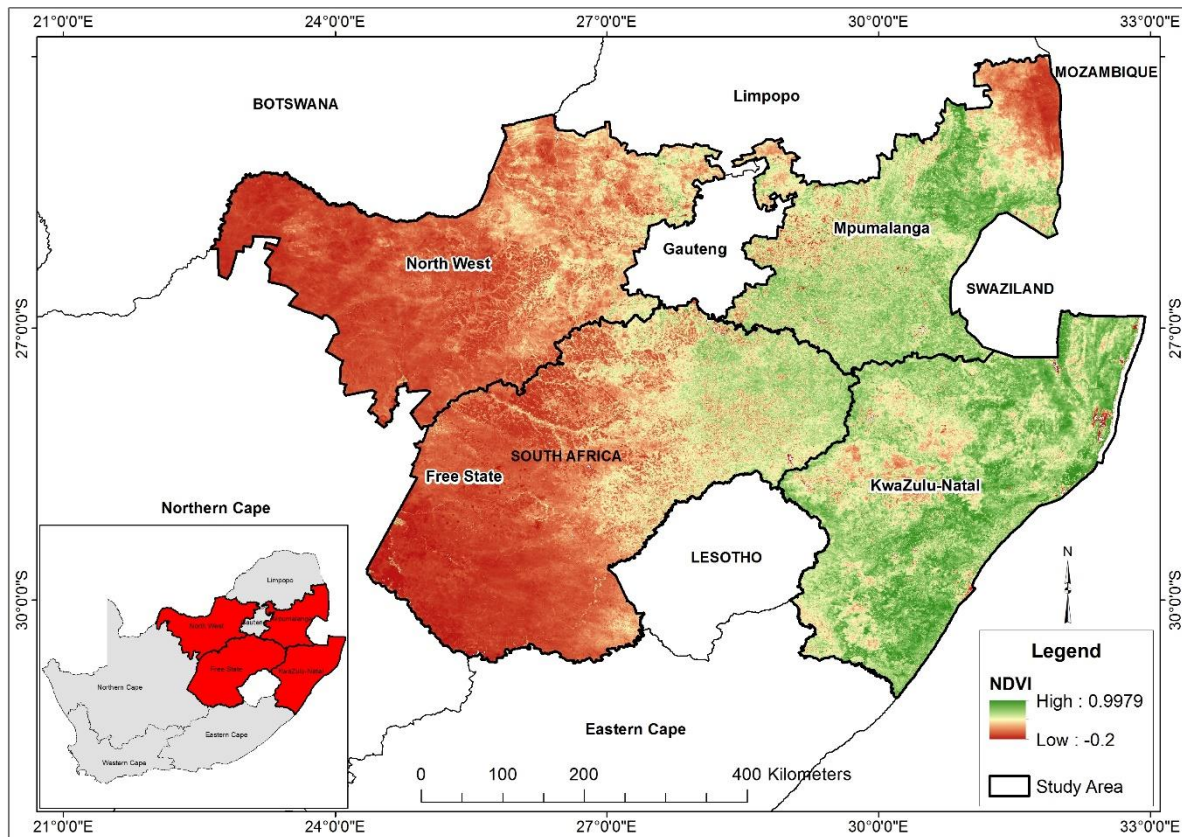 21°0'0"E 24°0'0"E 27°0'0"E 30°0'0"E 33°0'0"E
MOZAMBIQUE
BOTSWANA
Limpopo
Mpumalanga
North West
Gauteng
SWAZILAND
27°0'0"S
27°0'0"S
SOUTH AFRICA
Free State
KwaZulu-Natal
Northern Cape
LESOTHO
N
30°0'0"S
30°0'0"S
Limpopo
North West
Gauteng
Mpumalanga
Free State
KwaZulu-Natal
Northern Cape
Eastern Cape
Western Cape
Eastern Cape
0 100 200 400 Kilometers
Legend
NDVI
High : 0.9979
Low : -0.2
Study Area
21°0'0"E 24°0'0"E 27°0'0"E 30°0'0"E 33°0'0"E